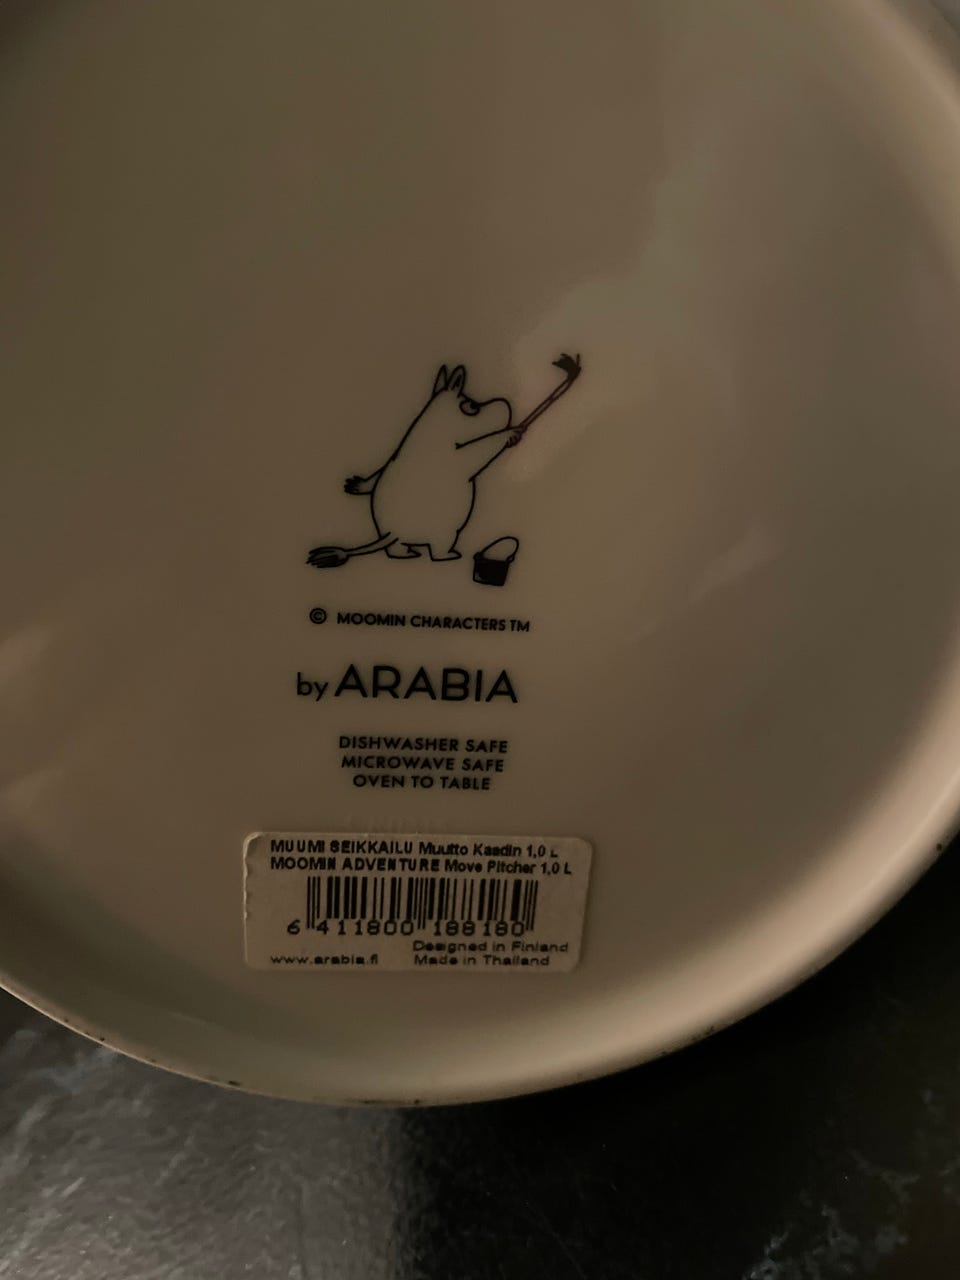 © MOOMIN CHARACTERS TM
by ARABIA
DISHWASHER SAFE
MICROWAVE SAFE
OVEN TO TABLE
MUUMI SEIKKAILU Muutto Kaadin 1,0 L
MOOMIN ADVENTURE Move Pitcher 1,0 L
6 411800 188180
Designed in Finland
www.arabia.fi Made in Thailand